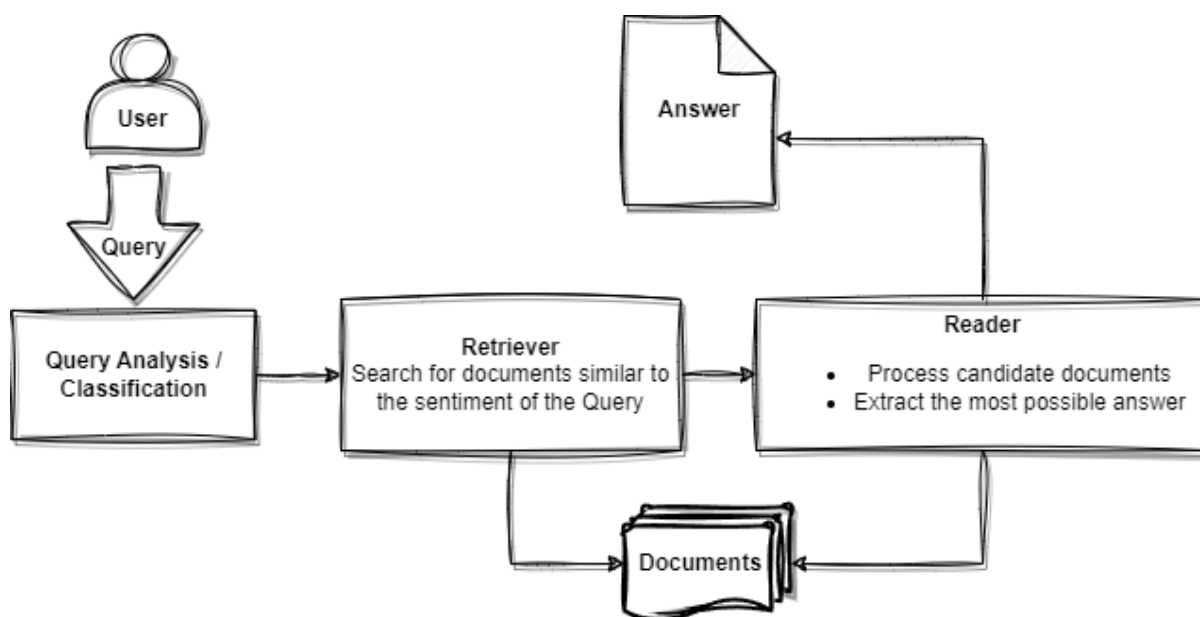 User
Query
Query Analysis /
Classification
Retriever
Search for documents similar to
the sentiment of the Query
Reader
• Process candidate documents
• Extract the most possible answer
Answer
Documents